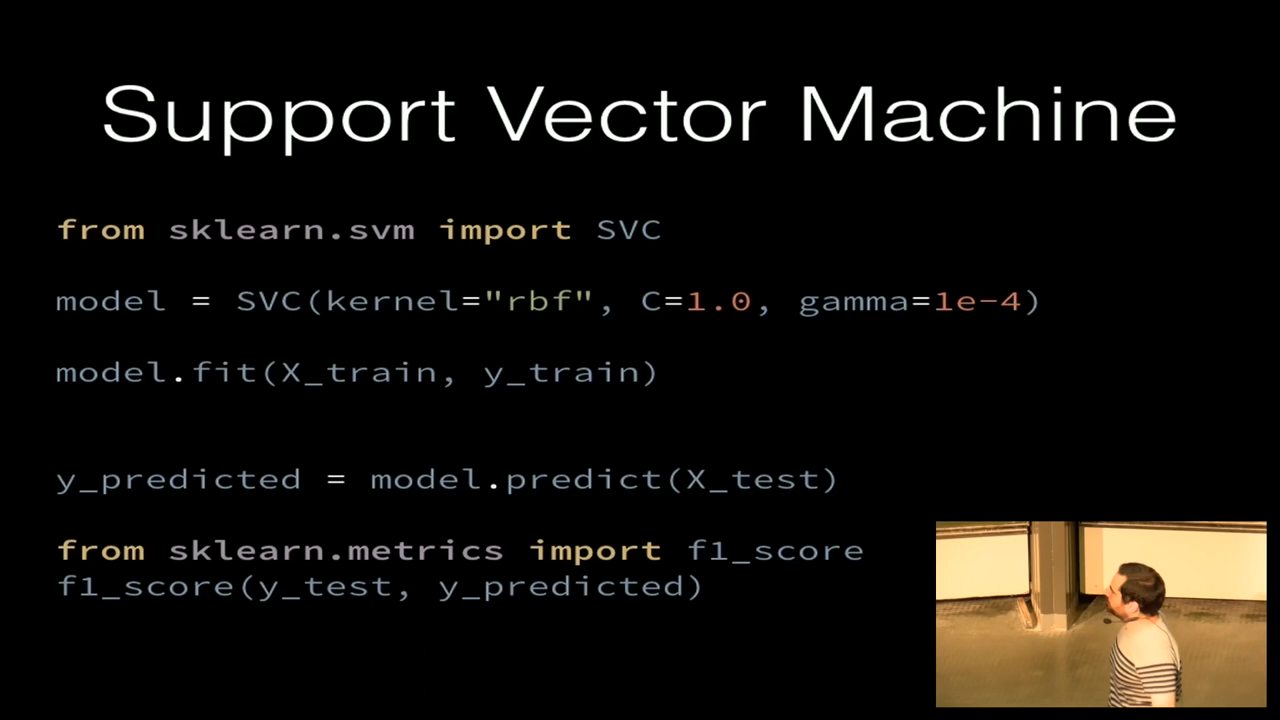 Support Vector Machine
from sklearn.svm import SVC
model = SVC(kernel="rbf", C=1.0, gamma=1e-4)
model.fit(X_train, y_train)
y_predicted = model.predict(X_test)
from sklearn.metrics import f1_score
f1_score(y_test, y_predicted)